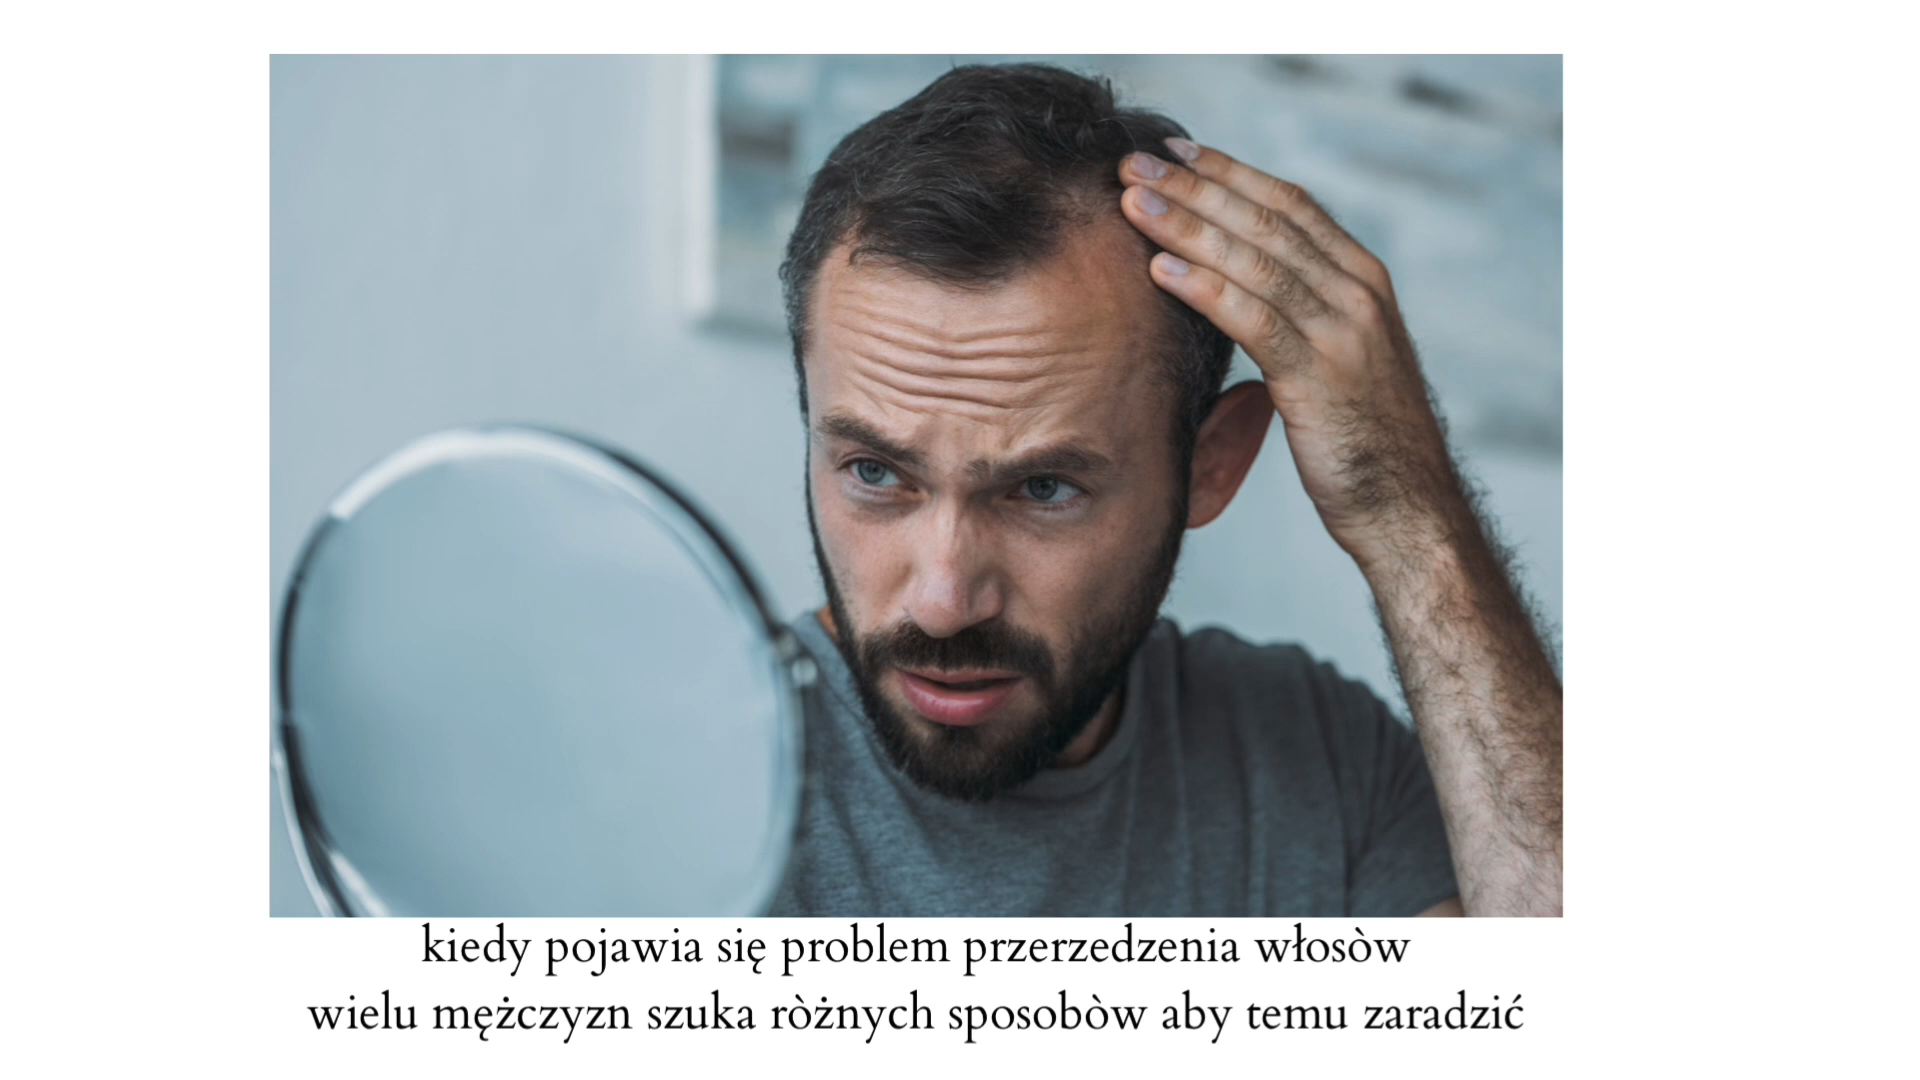 kiedy pojawia się problem przerzedzenia włosòw
wielu mężczyzn szuka ròżnych sposobòw aby temu zaradzić